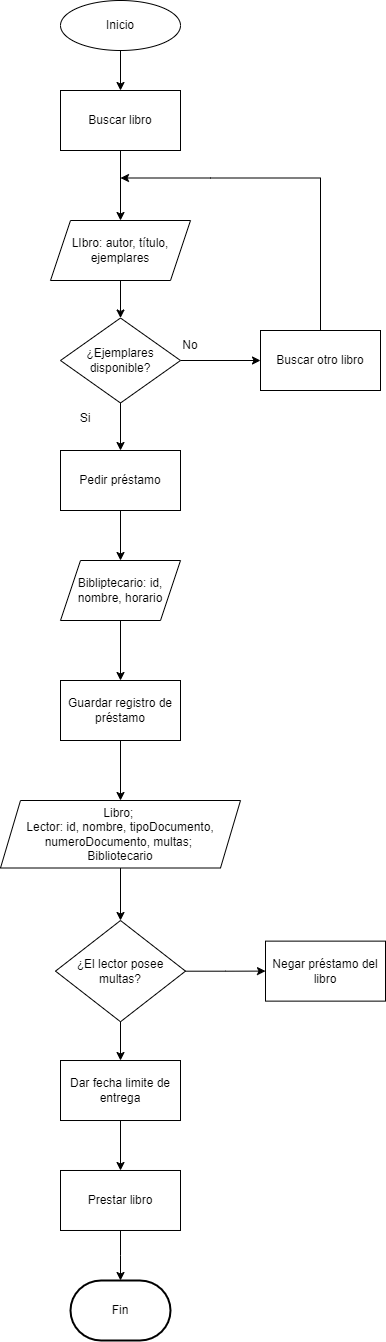 Inicio
Buscar libro
LIbro: autor, título,
ejemplares
¿Ejemplares
disponible?
No
Buscar otro libro
Si
Pedir préstamo
Bibliptecario: id,
nombre, horario
Guardar registro de
préstamo
Libro;
Lector: id, nombre, tipoDocumento,
numeroDocumento, multas;
Bibliotecario
¿El lector posee
multas?
Negar préstamo del
libro
Dar fecha limite de
entrega
Prestar libro
Fin